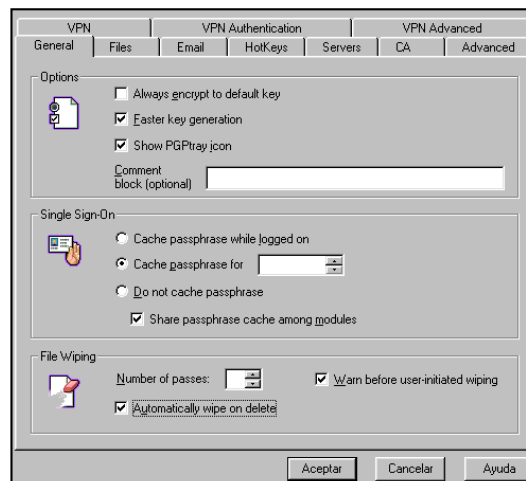 VPN VPN Authentication VPN Advanced
General Files Email HotKeys Servers CA Advanced
Options
Always encrypt to default key
Faster key generation
Show PGPtray icon
Comment
block (optional)
Single Sign-On
Cache passphrase while logged on
Cache passphrase for
Do not cache passphrase
Share passphrase cache among modules
File Wiping
Number of passes: Warn before user-initiated wiping
Automatically wipe on delete
Aceptar Cancelar Ayuda